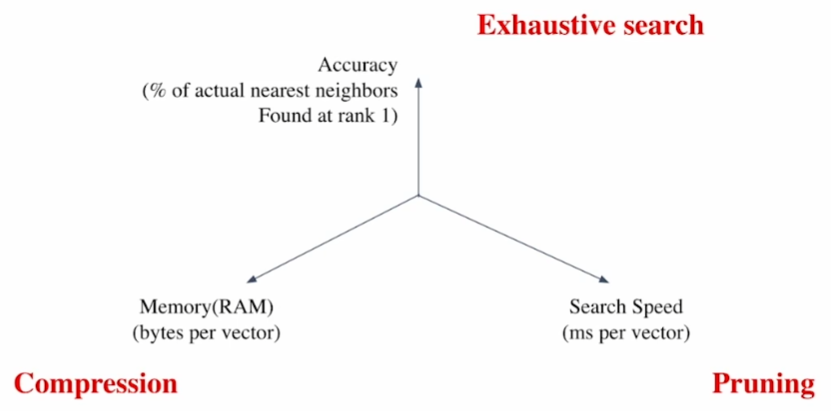 Exhaustive search
Accuracy
(% of actual nearest neighbors
Found at rank 1)
Memory(RAM)
(bytes per vector)
Search Speed
(ms per vector)
Compression
Pruning